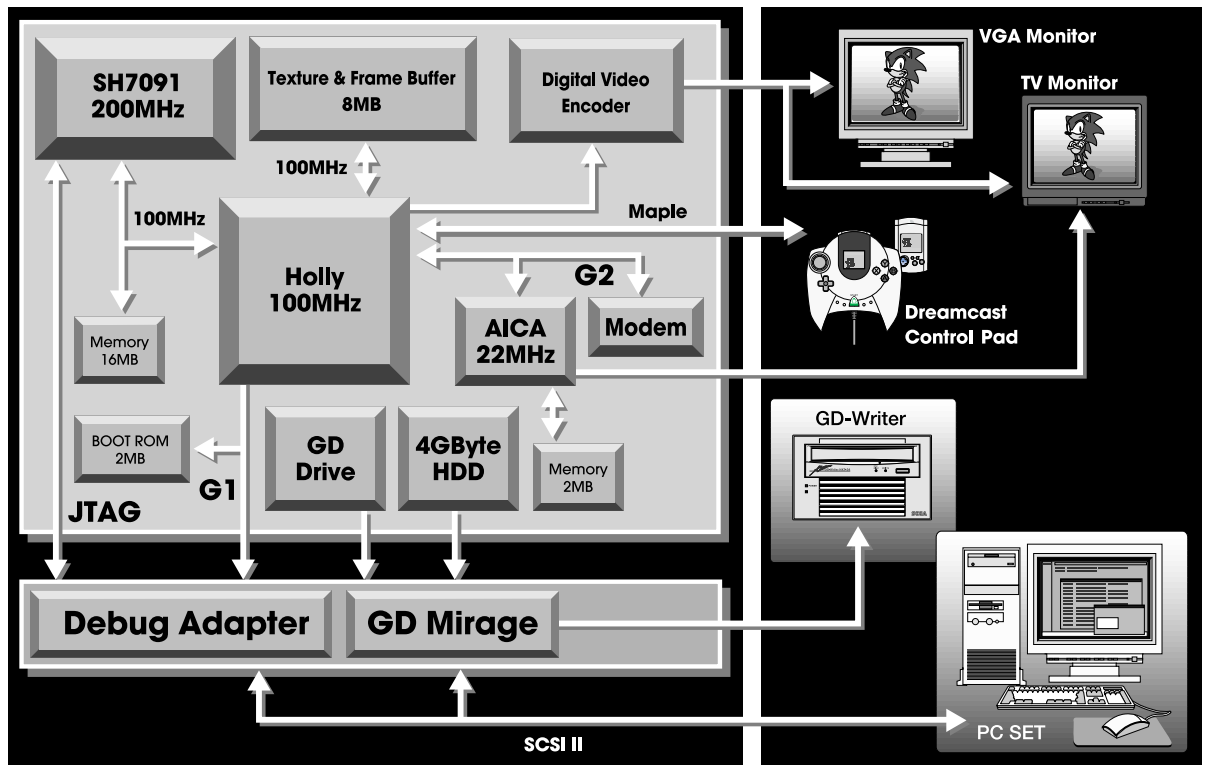 SH7091
200MHz
Texture & Frame Buffer
8MB
Digital Video
Encoder
VGA Monitor
TV Monitor
100MHz
100MHz
Maple
Holly
100MHz
G2
AICA
22MHz
Modem
Dreamcast
Control Pad
Memory
16MB
BOOT ROM
2MB
G1
GD
Drive
4GByte
HDD
Memory
2MB
JTAG
GD-Writer
SEGA
Debug Adapter
GD Mirage
SCSI II
PC SET